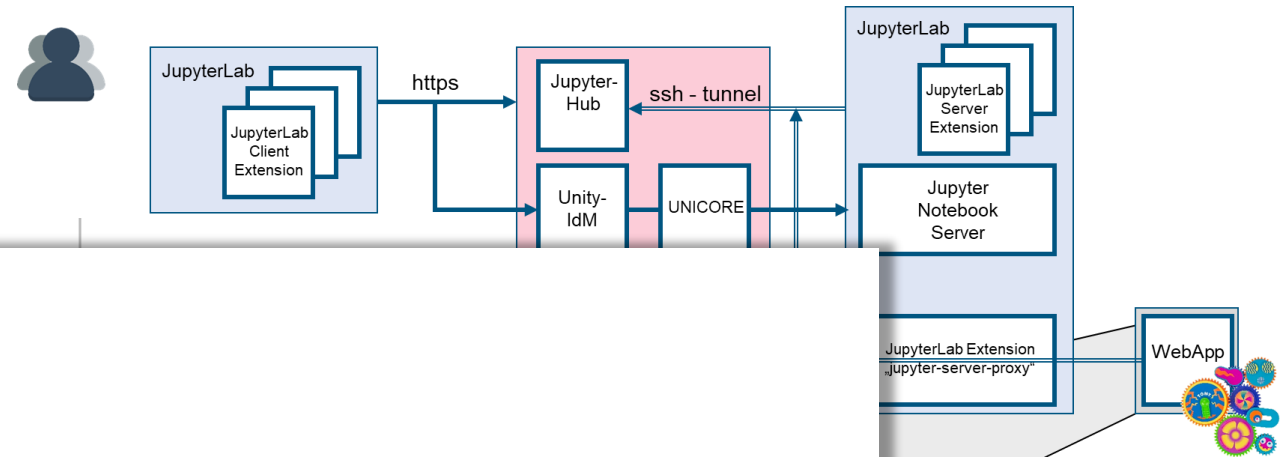 JupyterLab
JupyterLab
Client
Extension
https
Jupyter-
Hub
ssh - tunnel
Unity-
IdM
UNICORE
JupyterLab
JupyterLab
Server
Extension
Jupyter
Notebook
Server
JupyterLab Extension
„jupyter-server-proxy“
WebApp